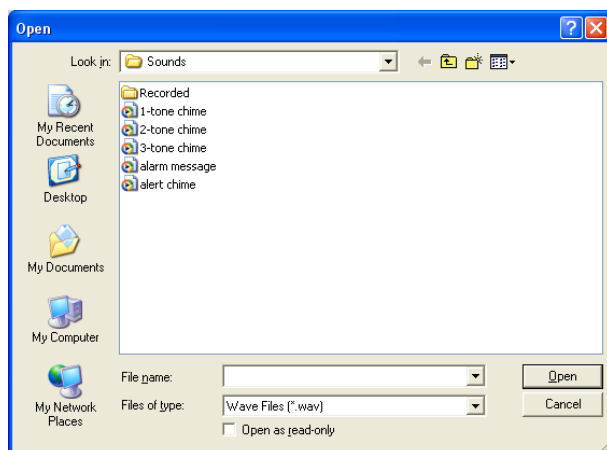 Open
Look in: Sounds
Recorded
1-tone chime
2-tone chime
3-tone chime
alarm message
alert chime
My Recent
Documents
Desktop
My Documents
My Computer
My Network
Places
File name:
Open
Files of type: Wave Files (*.wav)
Cancel
Open as read-only